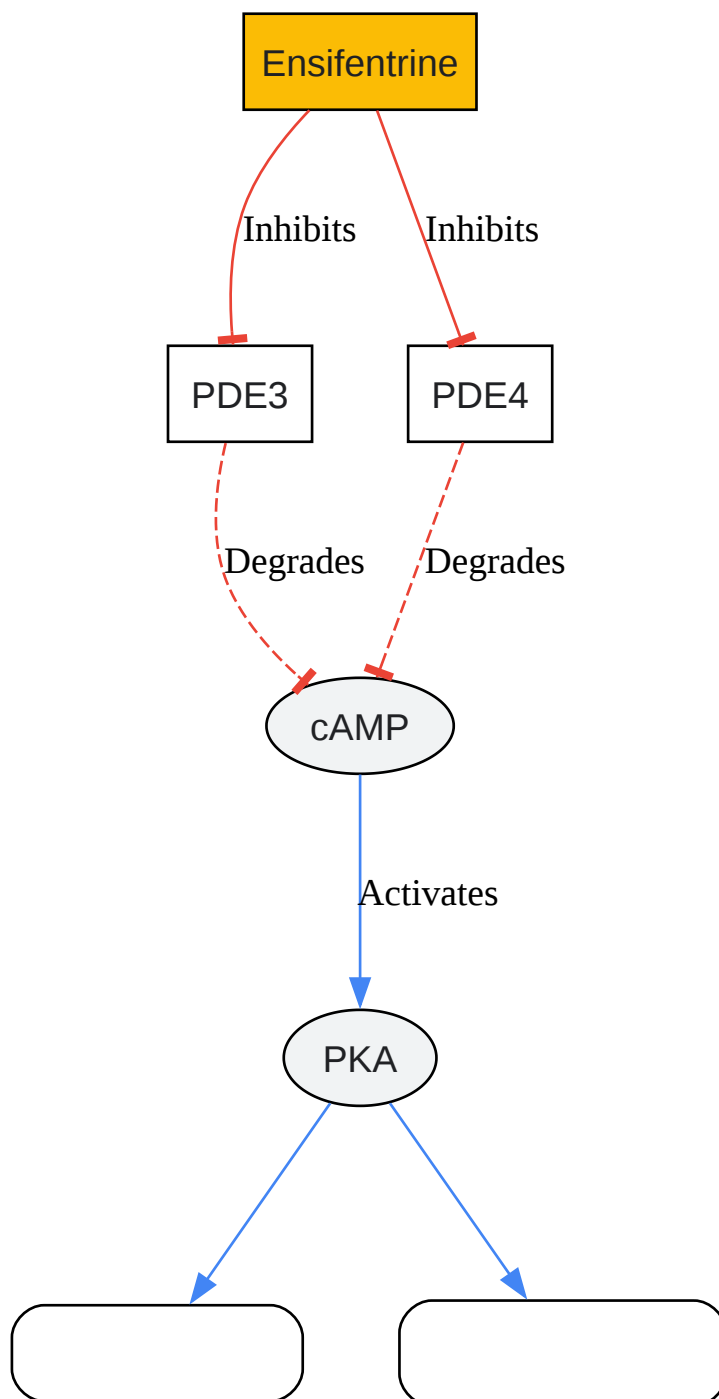 Ensifentrine
Inhibits Inhibits
PDE3 PDE4
Degrades Degrades
cAMP
Activates
PKA